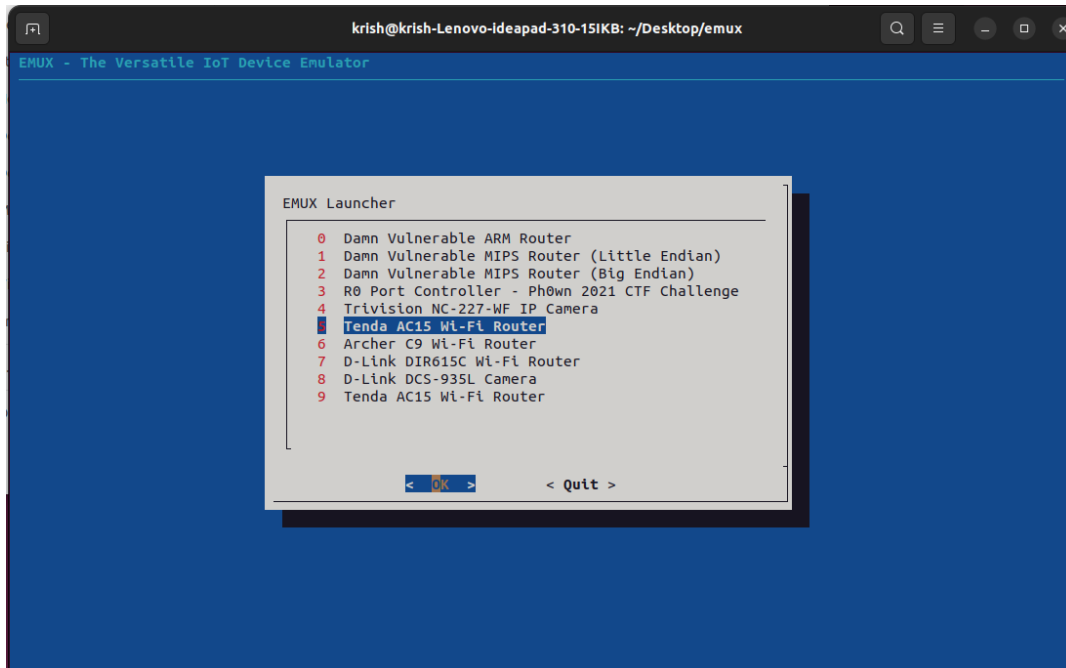 krish@krish-Lenovo-ideapad-310-15IKB: ~/Desktop/emux
EMUX - The Versatile IoT Device Emulator
EMUX Launcher
0 Damn Vulnerable ARM Router
1 Damn Vulnerable MIPS Router (Little Endian)
2 Damn Vulnerable MIPS Router (Big Endian)
3 R0 Port Controller - Ph0wn 2021 CTF Challenge
4 Trivision NC-227-WF IP Camera
5 Tenda AC15 Wi-Fi Router
6 Archer C9 Wi-Fi Router
7 D-Link DIR615C Wi-Fi Router
8 D-Link DCS-935L Camera
9 Tenda AC15 Wi-Fi Router
< OK > < Quit >